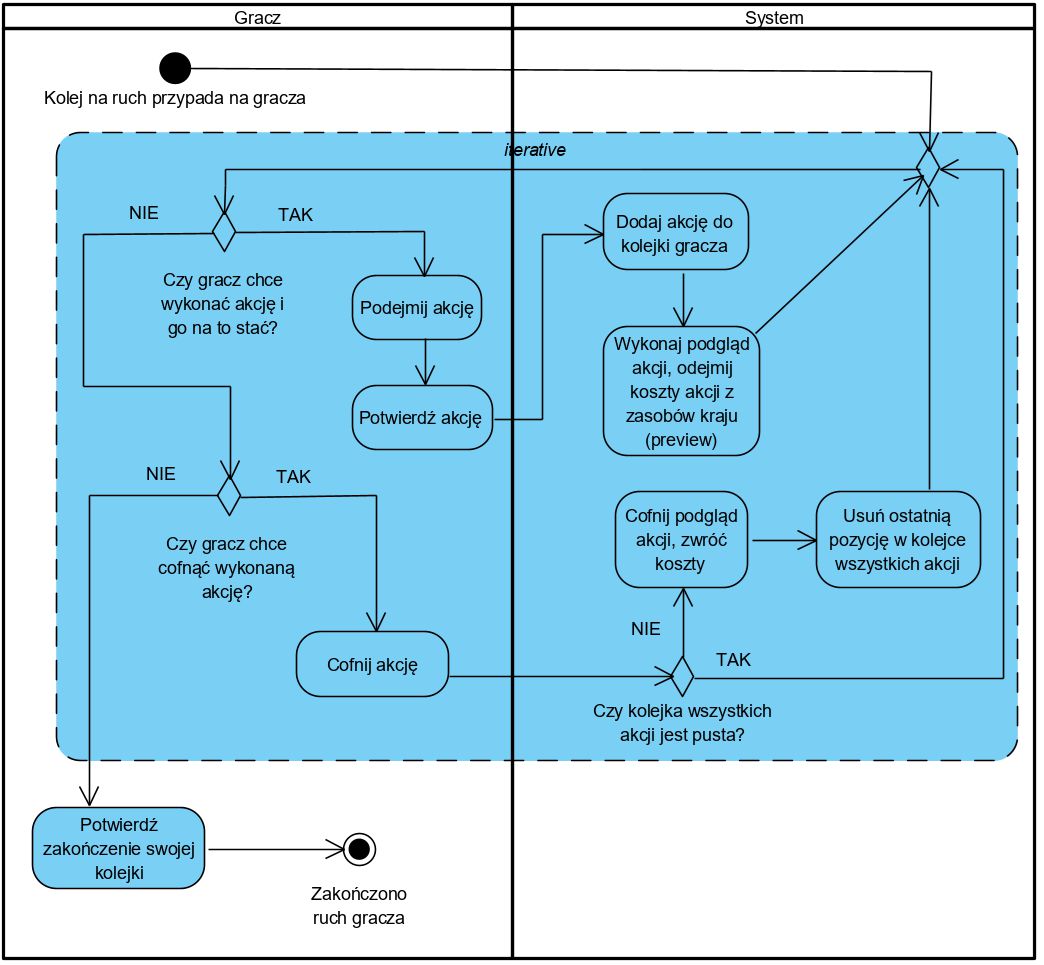 Gracz
System
Kolej na ruch przypada na gracza
iterative
NIE
TAK
Czy gracz chce
wykonać akcję i
go na to stać?
Podejmij akcję
Potwierdź akcję
Dodaj akcję do
kolejki gracza
Wykonaj podgląd
akcji, odejmij
koszty akcji z
zasobów kraju
(preview)
NIE
TAK
Czy gracz chce
cofnąć wykonaną
akcję?
Cofnij akcję
Cofnij podgląd
akcji, zwróć
koszty
Usuń ostatnią
pozycję w kolejce
wszystkich akcji
NIE
TAK
Czy kolejka wszystkich
akcji jest pusta?
Potwierdź
zakończenie swojej
kolejki
Zakończono
ruch gracza